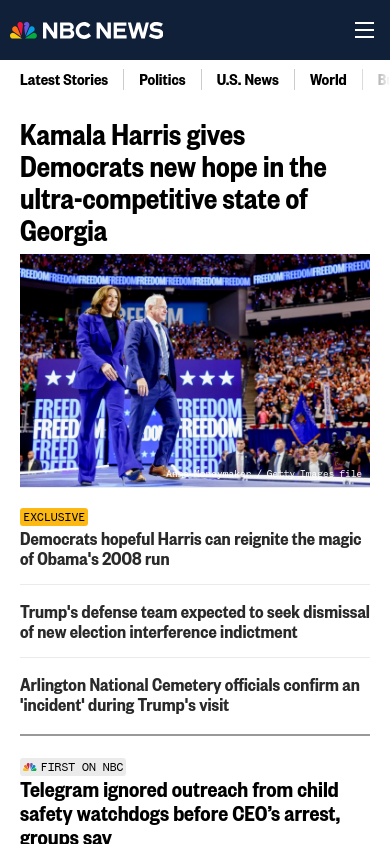 NBC NEWS
Latest Stories
Politics
U.S. News
World
Kamala Harris gives
Democrats new hope in the
ultra-competitive state of
Georgia
FREEDOM
FREEDOM
FREEDOM
FREEDOM
FREEDOM
FREEDOM
/ Getty Images file
EXCLUSIVE
Democrats hopeful Harris can reignite the magic
of Obama's 2008 run
Trump's defense team expected to seek dismissal
of new election interference indictment
Arlington National Cemetery officials confirm an
'incident' during Trump's visit
FIRST ON NBC
Telegram ignored outreach from child
safety watchdogs before CEO’s arrest,
groups say